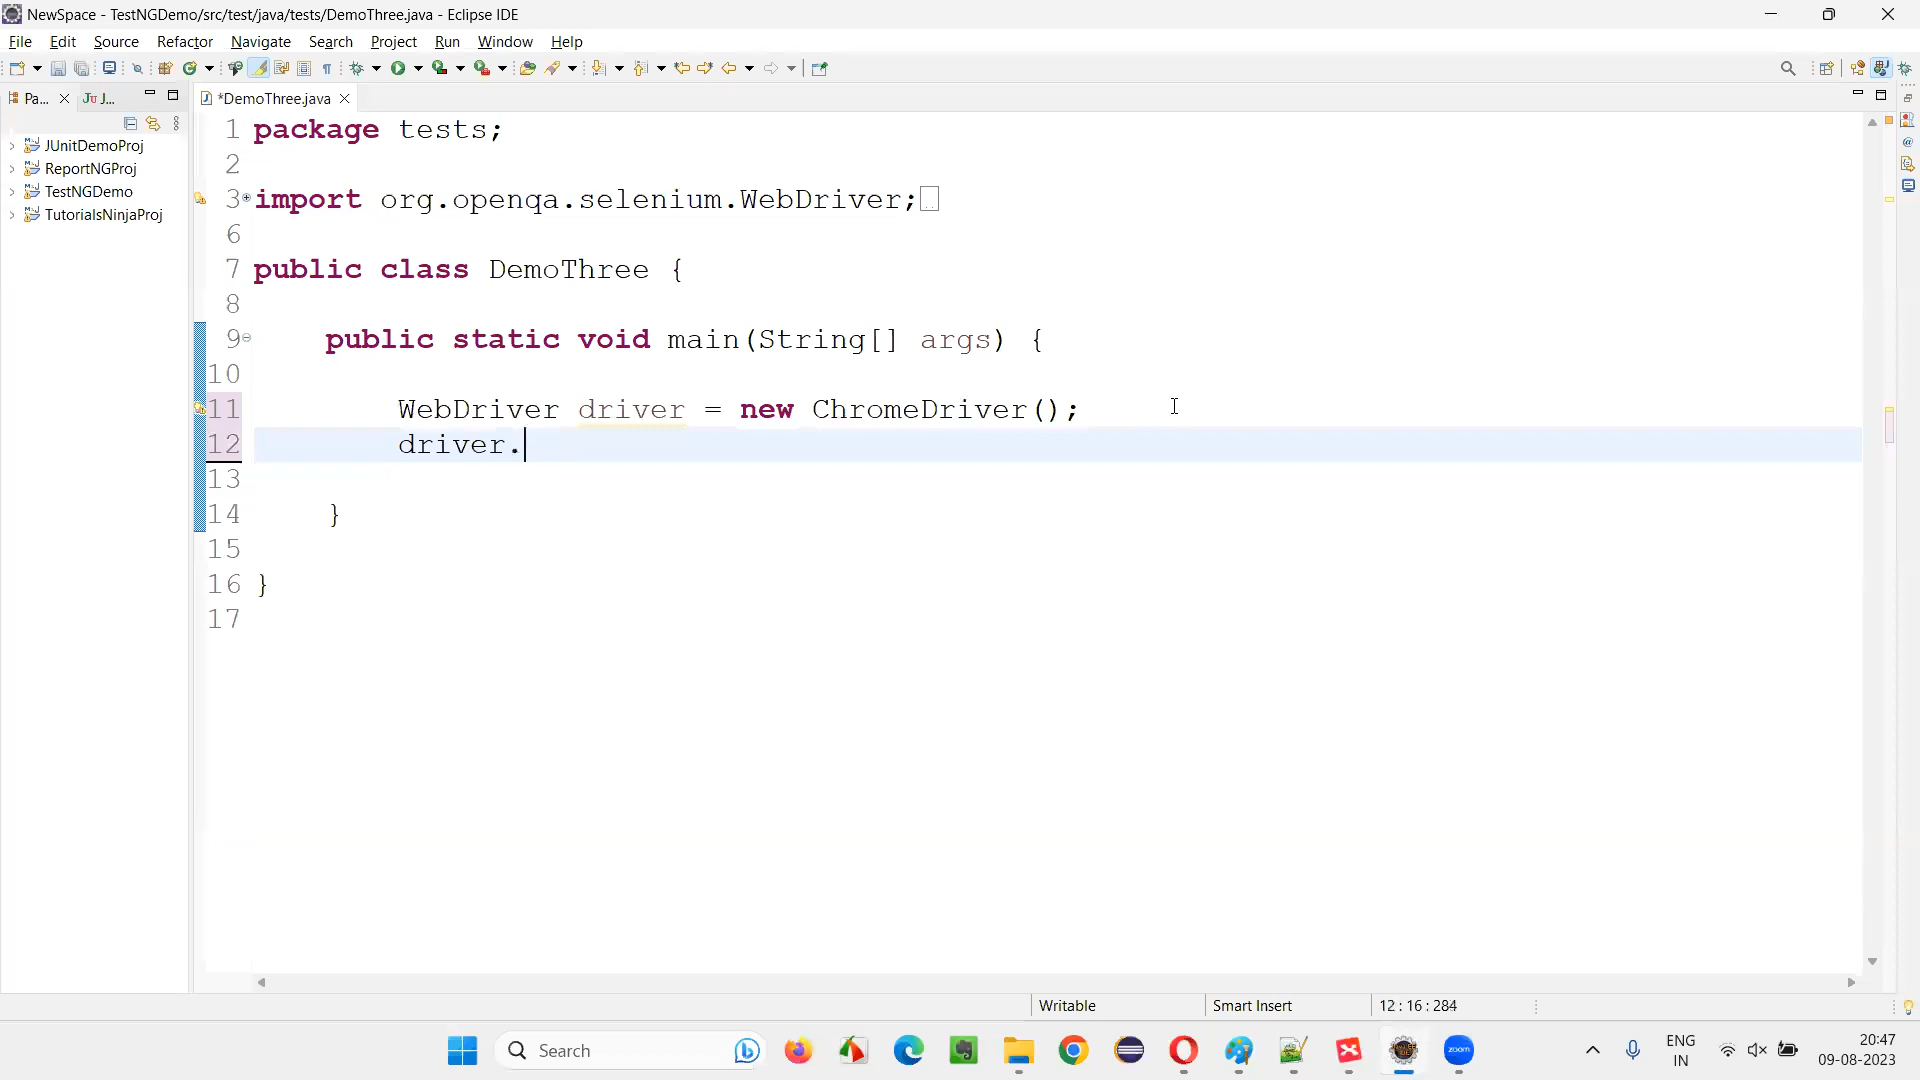 NewSpace - TestNGDemo/src/test/java/tests/DemoThree.java - Eclipse IDE
File Edit Source Refactor Navigate Search Project Run Window Help
Pa... J... *DemoThree.java
JUnitDemoProj
ReportNGProj
TestNGDemo
TutorialsNinjaProj
1 package tests;
2
3 import org.openqa.selenium.WebDriver;
6
7 public class DemoThree {
8
9 public static void main(String[] args) {
10
11 WebDriver driver = new ChromeDriver();
12 driver.
13
14 }
15
16 }
17
Writable Smart Insert 12 : 16 : 284
Search zoom ENG IN 20:47 09-08-2023